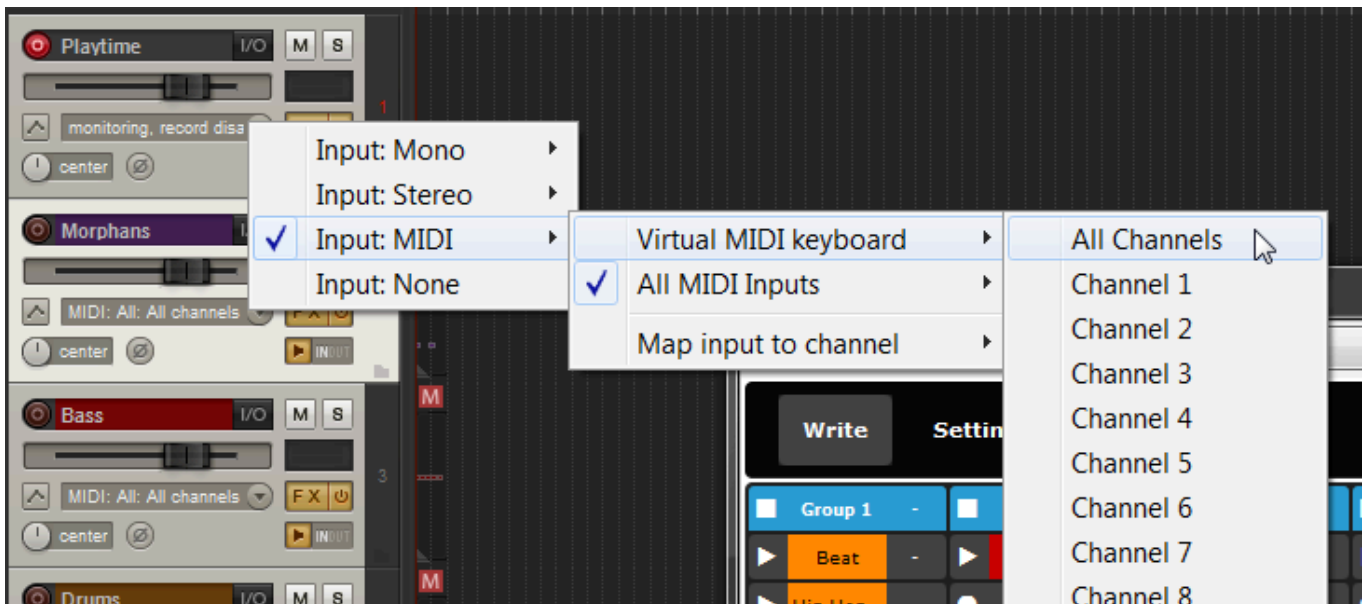 Playtime I/O M S
1
monitoring, record disa
center
Morphans
MIDI: All: All channels FX
center IN OUT
Bass I/O M S
3
MIDI: All: All channels FX
center IN OUT
Drums I/O M S
Input: Mono
Input: Stereo
Input: MIDI
Input: None
Virtual MIDI keyboard
All MIDI Inputs
Map input to channel
All Channels
Channel 1
Channel 2
Channel 3
Channel 4
Channel 5
Channel 6
Channel 7
Channel 8
M
M
Write Settin
Group 1 -
Beat -